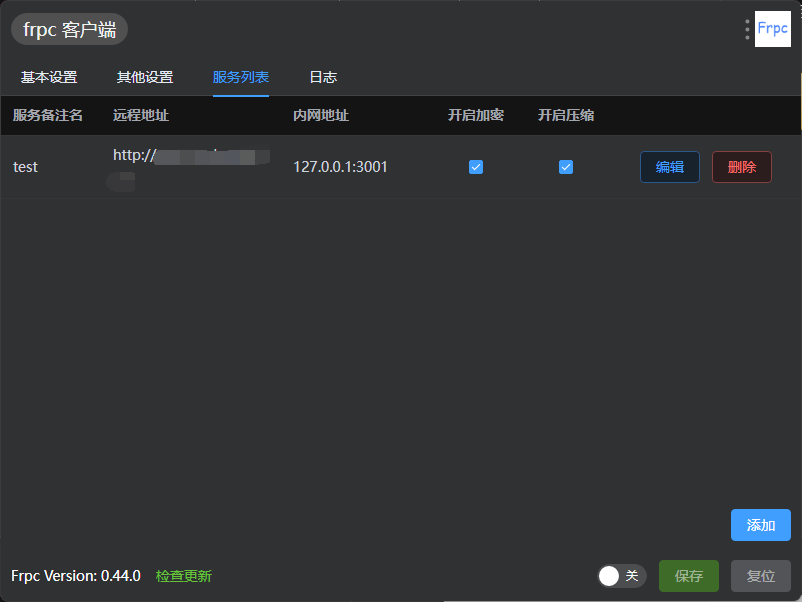 frpc 客户端
Frpc
基本设置 其他设置 服务列表 日志
服务备注名 远程地址 内网地址 开启加密 开启压缩
test http:// 127.0.0.1:3001 编辑 删除
添加
Frpc Version: 0.44.0 检查更新 关 保存 复位